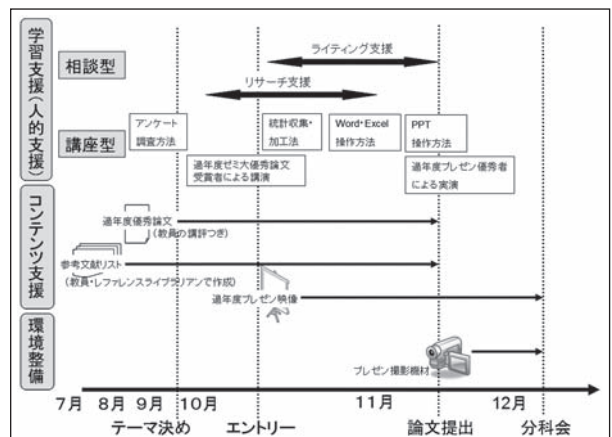 学習支援(人的支援)
相談型
ライティング支援
リサーチ支援
講座型
アンケート
調査方法
統計収集・
加工法
Word・Excel
操作方法
PPT
操作方法
過年度ゼミ大優秀論文
受賞者による講演
過年度プレゼン優秀者
による実演
コンテンツ支援
過年度優秀論文
(教員の講評つき)
参考文献リスト
(教員・レファレンスライブラリアンで作成)
過年度プレゼン映像
環境整備
プレゼン撮影機材
7月 8月 9月 10月 11月 12月
テーマ決め エントリー 論文提出 分科会